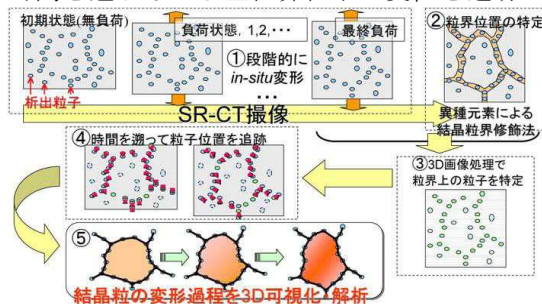 初期状態(無負荷)
負荷状態, 1,2,‥
最終負荷
②粒界位置の特定
①段階的に
in-situ変形
…
…
析出粒子
SR-CT撮像
異種元素による
結晶粒界修飾法
④時間を遡って粒子位置を追跡
③3D画像処理で
粒界上の粒子を特定
⑤
結晶粒の変形過程を3D可視化・解析